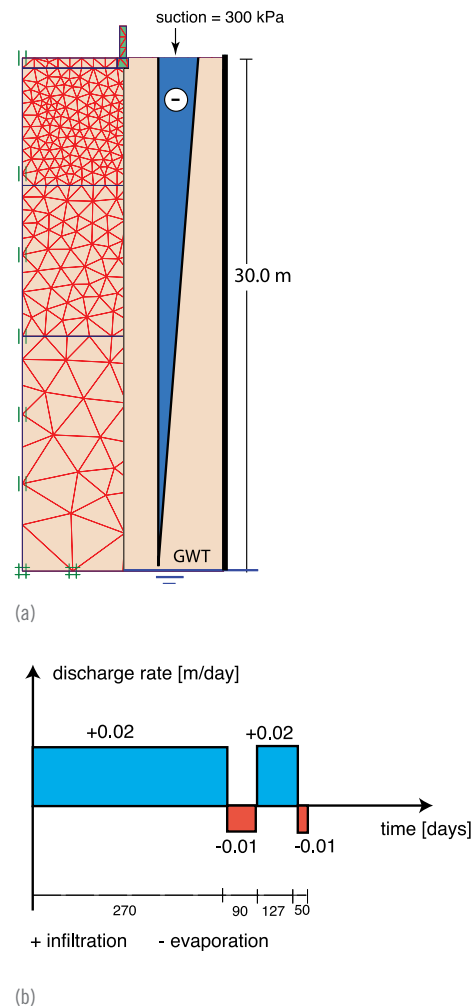 suction = 300 kPa
-
30.0 m
GWT
(a)
discharge rate [m/day]
+0.02 +0.02
time [days]
-0.01 -0.01
270 90 127 50
+ infiltration - evaporation
(b)